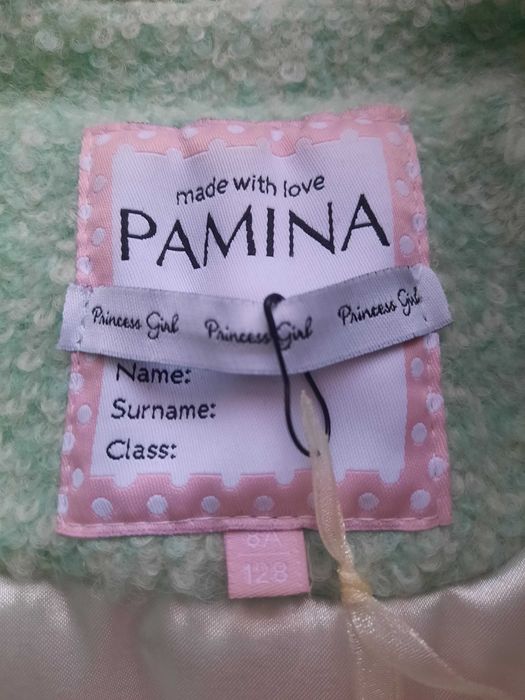 made with love
PAMINA
Princess Girl Princess Girl Princess Girl
Name:
Surname:
Class:
8A
128